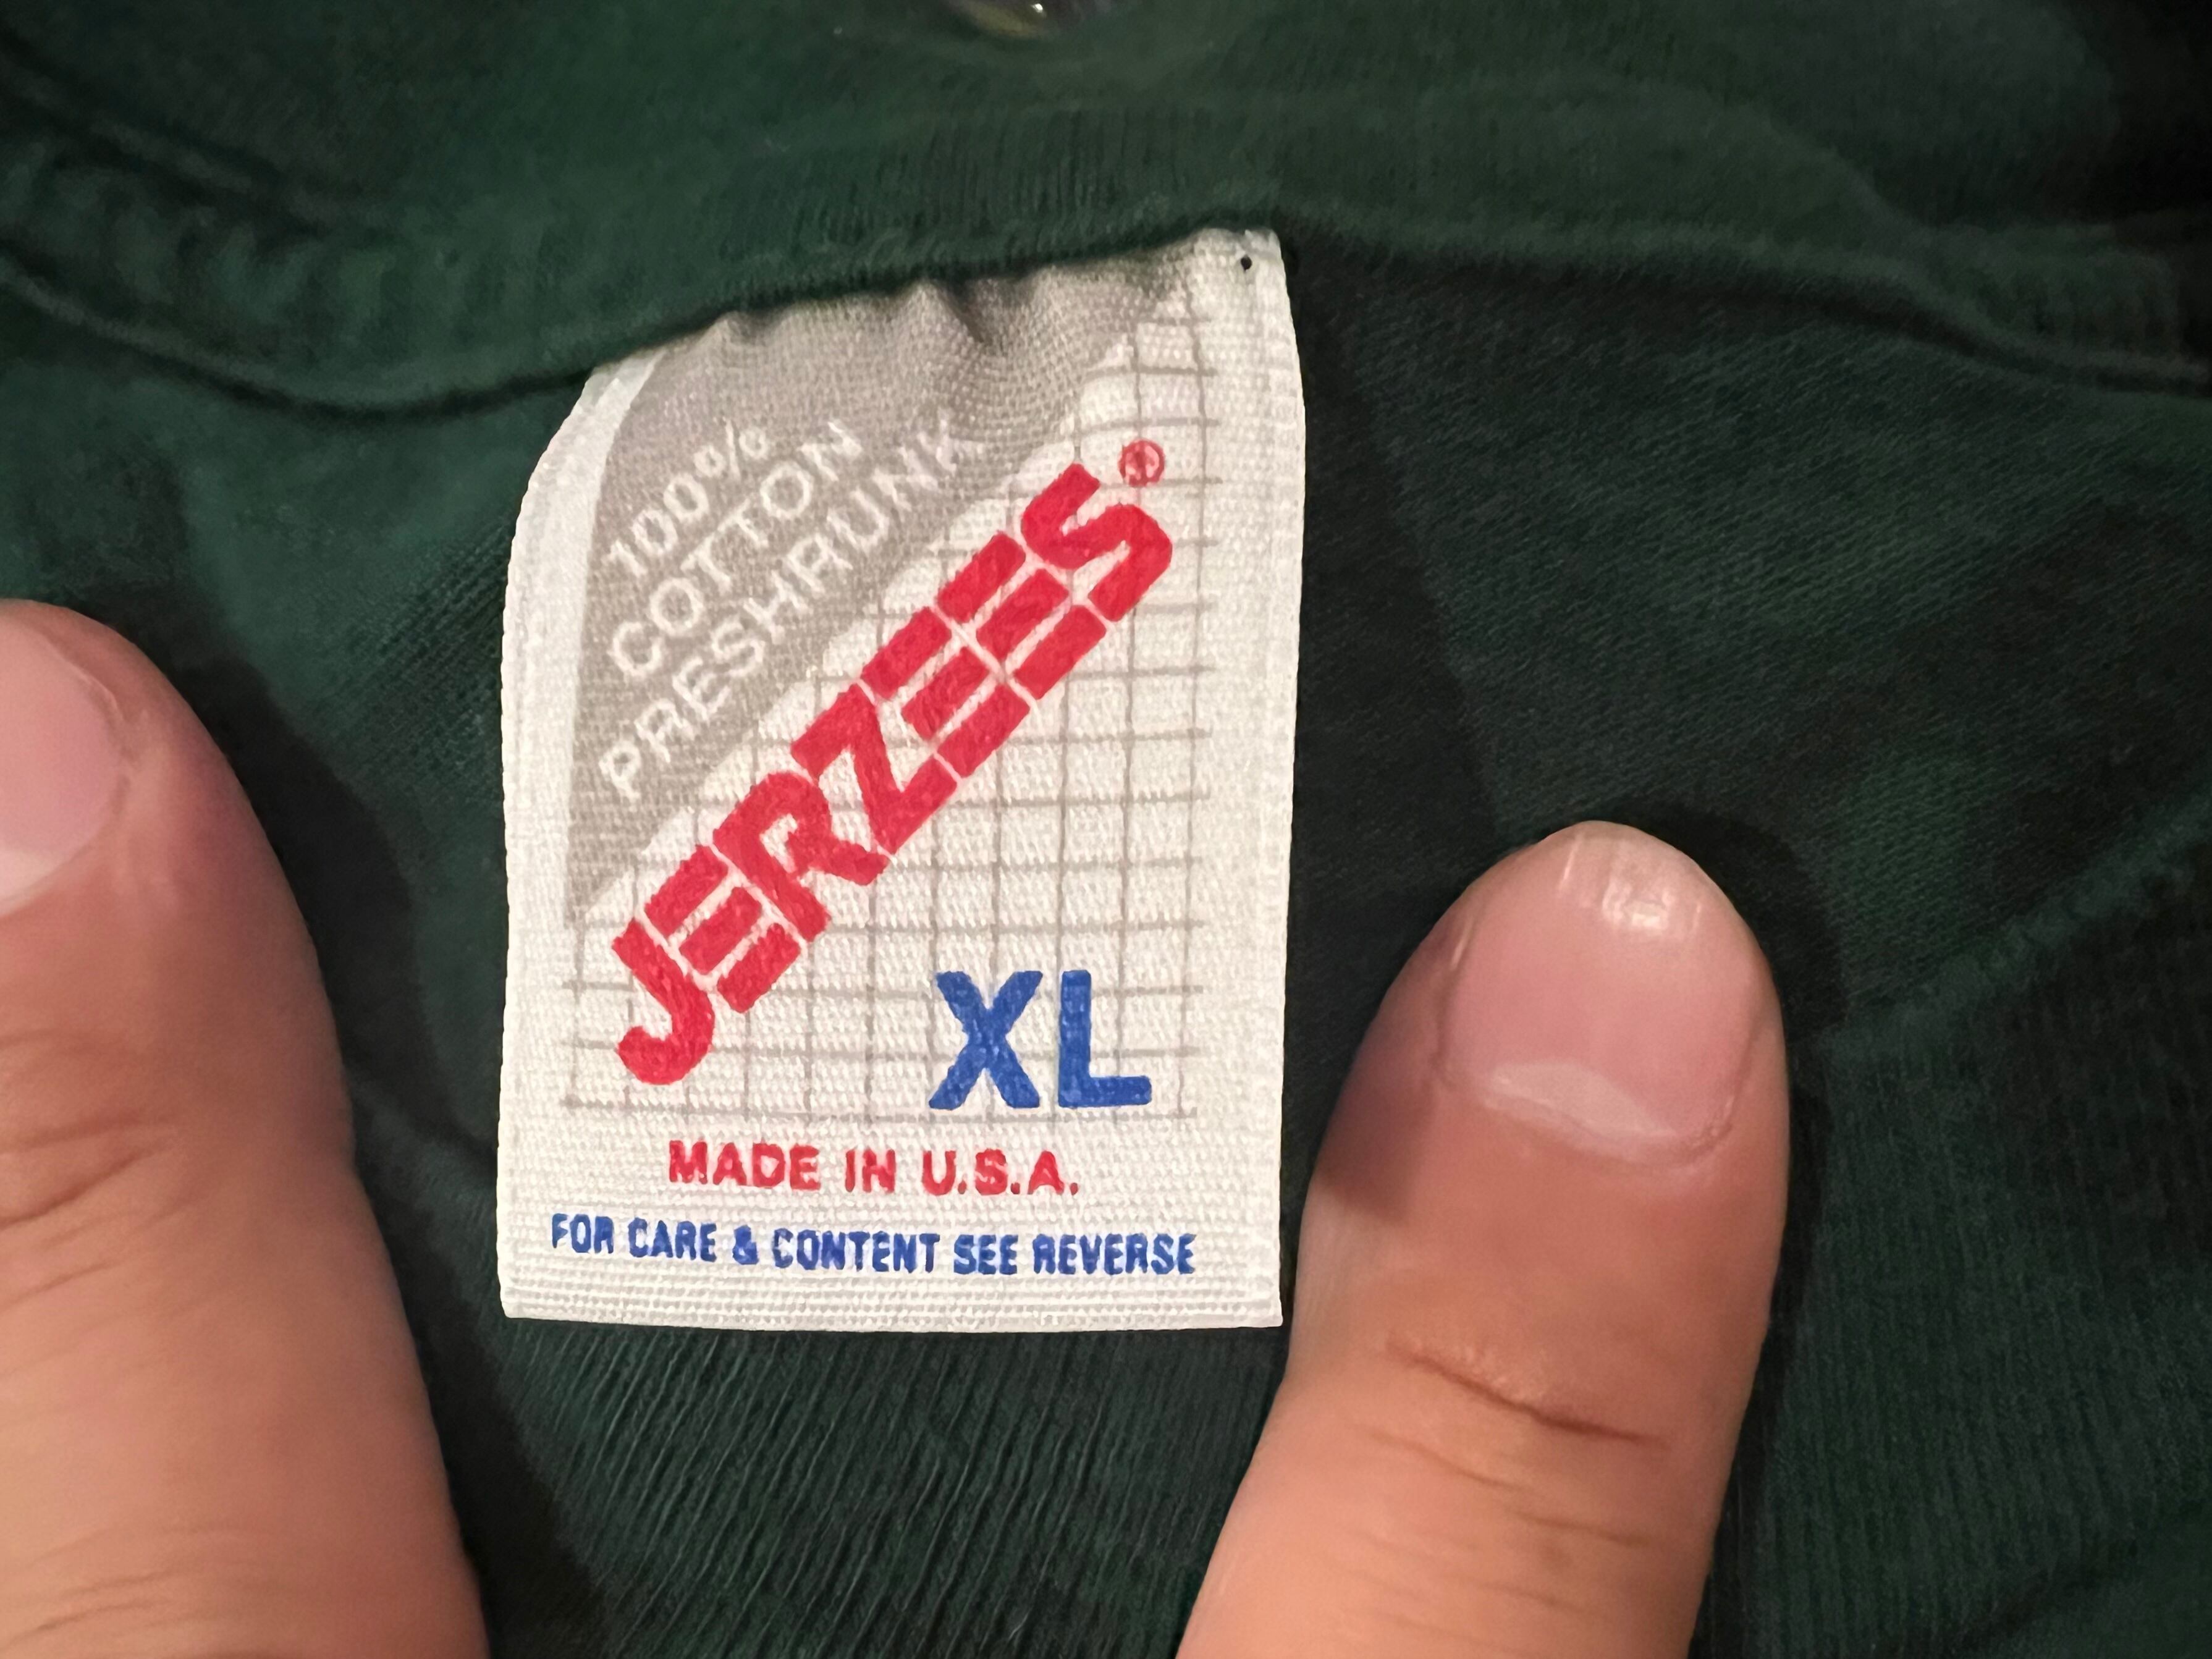 100%
COTTON
PRESHRUNK
JERZEES®
XL
MADE IN U.S.A.
FOR CARE & CONTENT SEE REVERSE